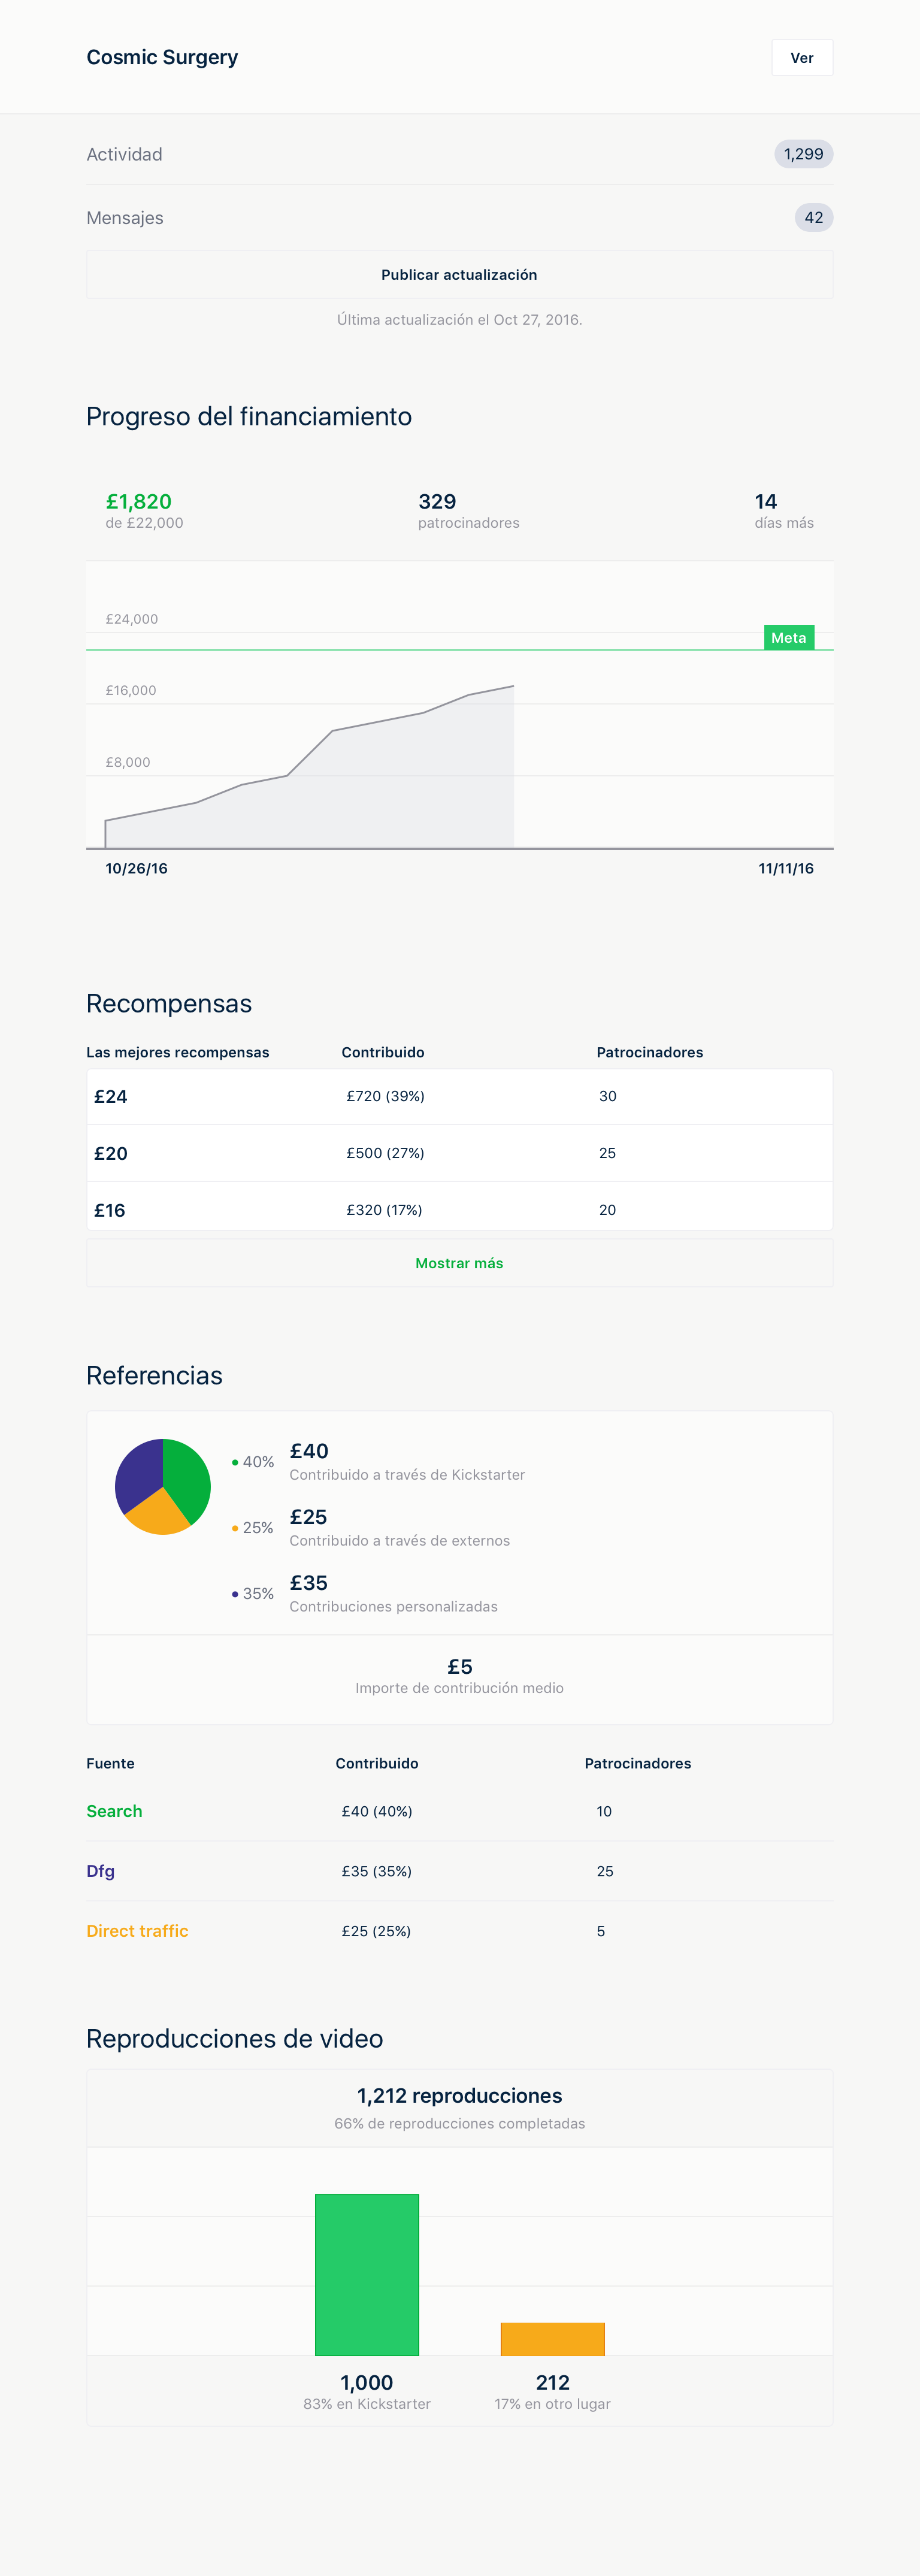 Cosmic Surgery
Ver
Actividad
1,299
Mensajes
42
Publicar actualización
Última actualización el Oct 27, 2016.
Progreso del financiamiento
£1,820
de £22,000
329
patrocinadores
14
días más
£24,000
Meta
£16,000
£8,000
10/26/16
11/11/16
Recompensas
Las mejores recompensas Contribuido Patrocinadores
£24 £720 (39%) 30
£20 £500 (27%) 25
£16 £320 (17%) 20
Mostrar más
Referencias
40%
£40
Contribuido a través de Kickstarter
25%
£25
Contribuido a través de externos
35%
£35
Contribuciones personalizadas
£5
Importe de contribución medio
Fuente Contribuido Patrocinadores
Search £40 (40%) 10
Dfg £35 (35%) 25
Direct traffic £25 (25%) 5
Reproducciones de video
1,212 reproducciones
66% de reproducciones completadas
1,000
83% en Kickstarter
212
17% en otro lugar